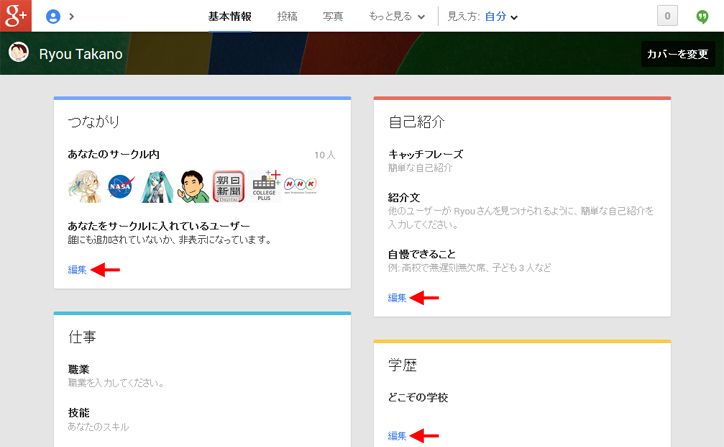 g+
基本情報 投稿 写真 もっと見る 見え方: 自分 0
Ryou Takano カバーを変更
つながり
あなたのサークル内 10 人
NASA 朝日新聞 DIGITAL COLLEGE PLUS NHK
あなたをサークルに入れているユーザー
誰にも追加されていないか、非表示になっています。
編集
仕事
職業
職業を入力してください。
技能
あなたのスキル
自己紹介
キャッチフレーズ
簡単な自己紹介
紹介文
他のユーザーが Ryouさんを見つけられるように、簡単な自己紹介を
入力してください。
自慢できること
例: 高校で無遅刻無欠席、子ども 3 人など
編集
学歴
どこぞの学校
編集